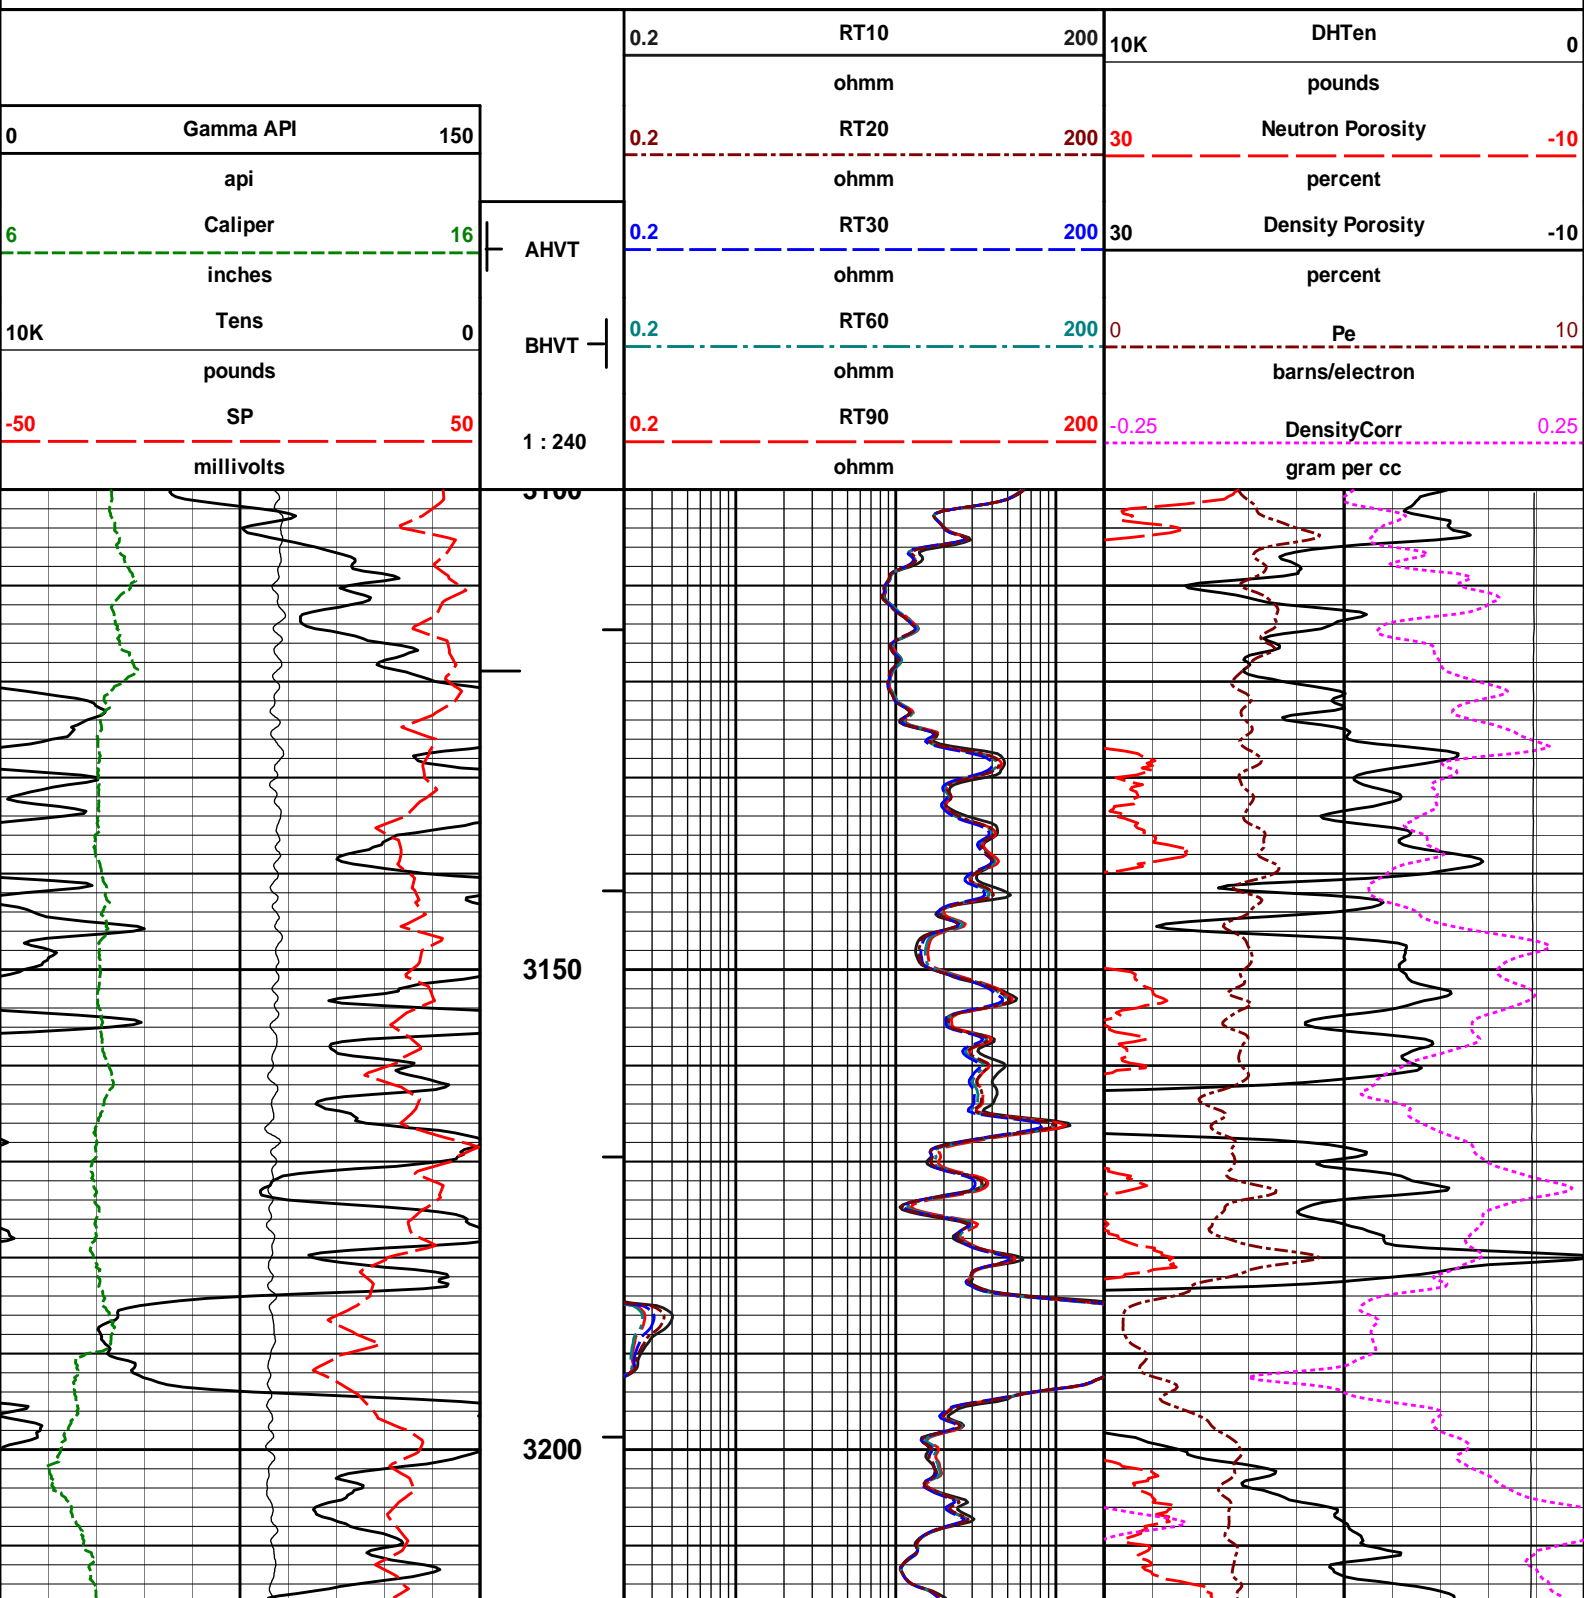 0.2 RT10 200
ohmm
0.2 RT20 200
ohmm
0.2 RT30 200
ohmm
0.2 RT60 200
ohmm
0.2 RT90 200
ohmm
10K DHTen 0
pounds
30 Neutron Porosity -10
percent
30 Density Porosity -10
percent
0 Pe 10
barns/electron
-0.25 DensityCorr 0.25
gram per cc
0 Gamma API 150
api
6 Caliper 16
inches
10K Tens 0
pounds
-50 SP 50
millivolts
AHVT
BHVT
1 : 240
3100
3150
3200